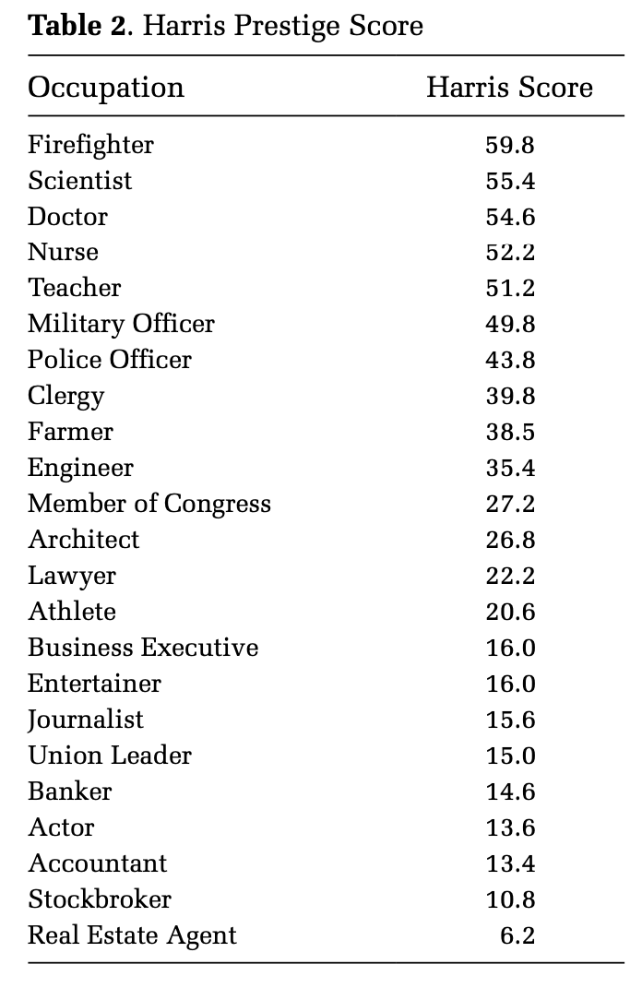 Table 2. Harris Prestige Score
Occupation Harris Score
Firefighter 59.8
Scientist 55.4
Doctor 54.6
Nurse 52.2
Teacher 51.2
Military Officer 49.8
Police Officer 43.8
Clergy 39.8
Farmer 38.5
Engineer 35.4
Member of Congress 27.2
Architect 26.8
Lawyer 22.2
Athlete 20.6
Business Executive 16.0
Entertainer 16.0
Journalist 15.6
Union Leader 15.0
Banker 14.6
Actor 13.6
Accountant 13.4
Stockbroker 10.8
Real Estate Agent 6.2